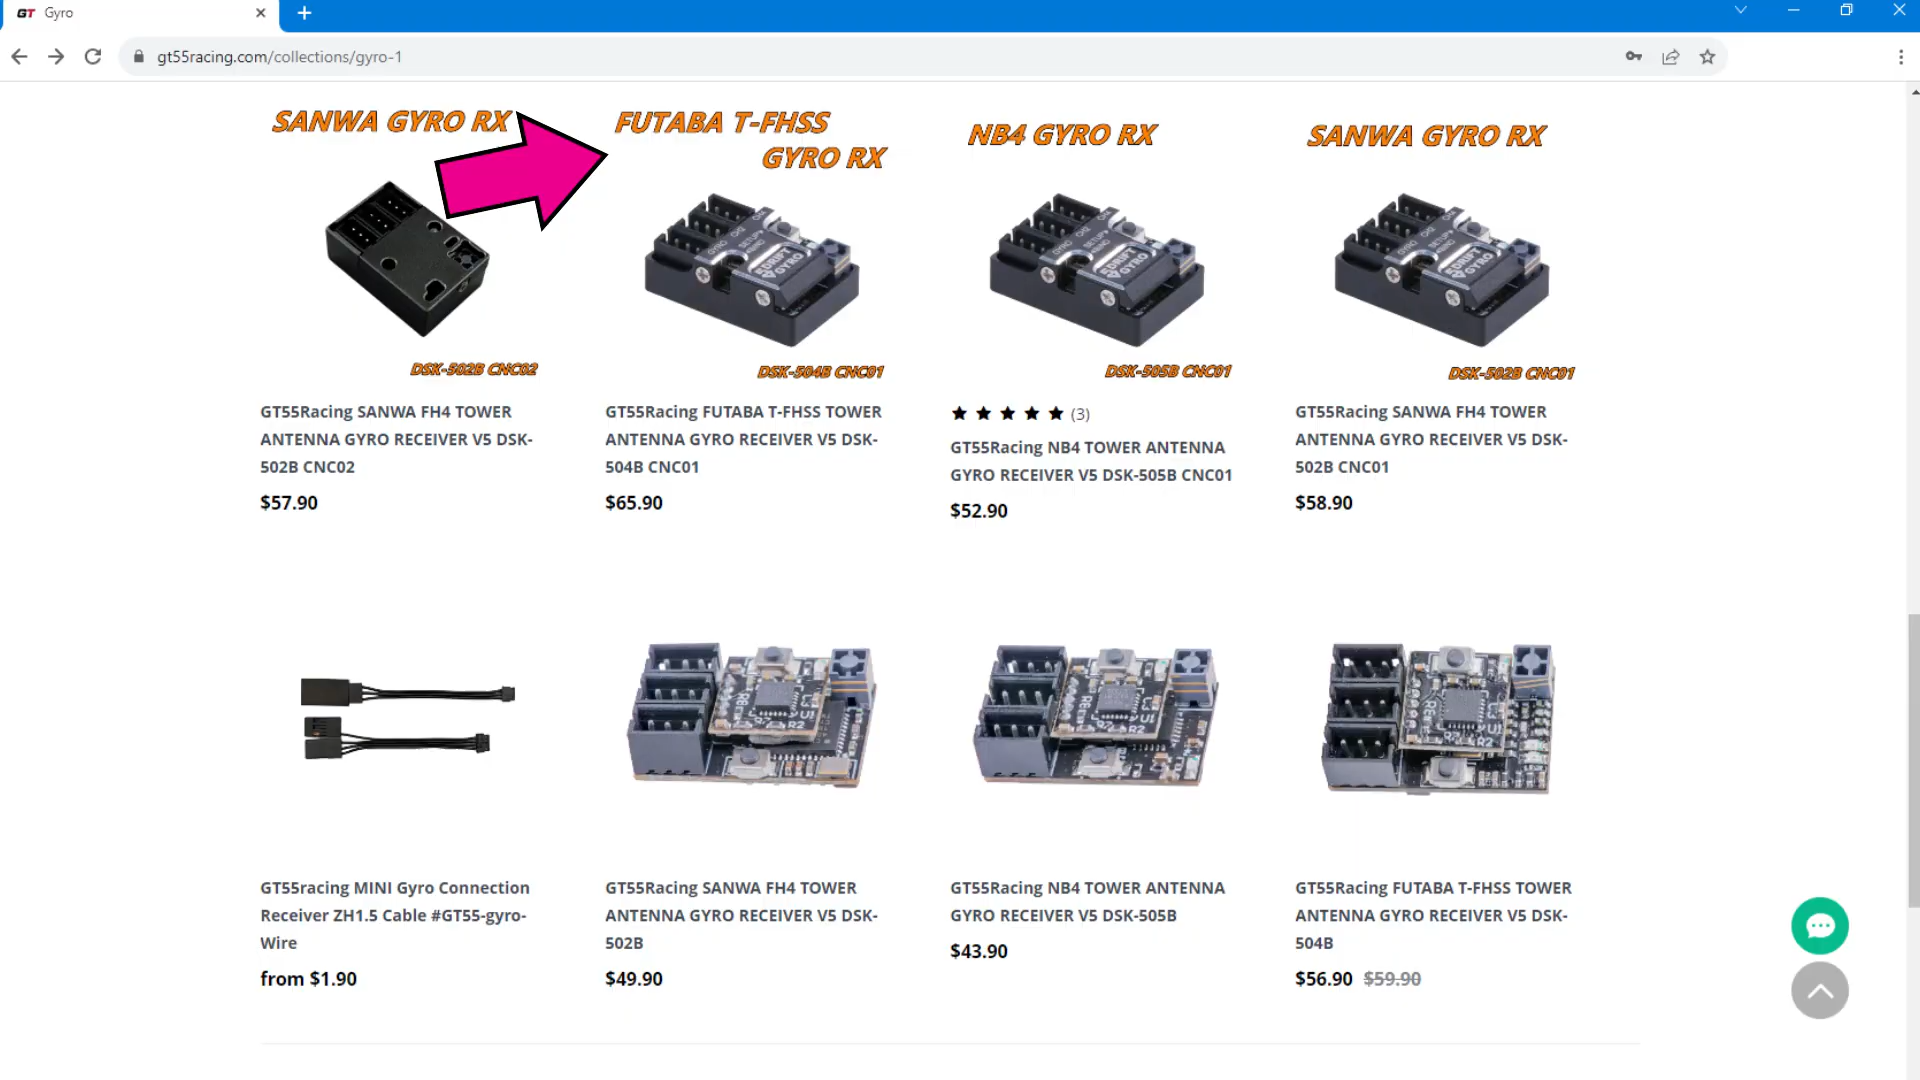 GT Gyro
gt55racing.com/collections/gyro-1
SANWA GYRO RX
FUTABA T-FHSS
GYRO RX
NB4 GYRO RX
SANWA GYRO RX
DSK-502B CNC02
DSK-504B CNC01
DSK-505B CNC01
DSK-502B CNC01
GT55Racing SANWA FH4 TOWER
ANTENNA GYRO RECEIVER V5 DSK-
502B CNC02
$57.90
GT55Racing FUTABA T-FHSS TOWER
ANTENNA GYRO RECEIVER V5 DSK-
504B CNC01
$65.90
(3)
GT55Racing NB4 TOWER ANTENNA
GYRO RECEIVER V5 DSK-505B CNC01
$52.90
GT55Racing SANWA FH4 TOWER
ANTENNA GYRO RECEIVER V5 DSK-
502B CNC01
$58.90
GT55racing MINI Gyro Connection
Receiver ZH1.5 Cable #GT55-gyro-
Wire
from $1.90
GT55Racing SANWA FH4 TOWER
ANTENNA GYRO RECEIVER V5 DSK-
502B
$49.90
GT55Racing NB4 TOWER ANTENNA
GYRO RECEIVER V5 DSK-505B
$43.90
GT55Racing FUTABA T-FHSS TOWER
ANTENNA GYRO RECEIVER V5 DSK-
504B
$56.90 $59.90